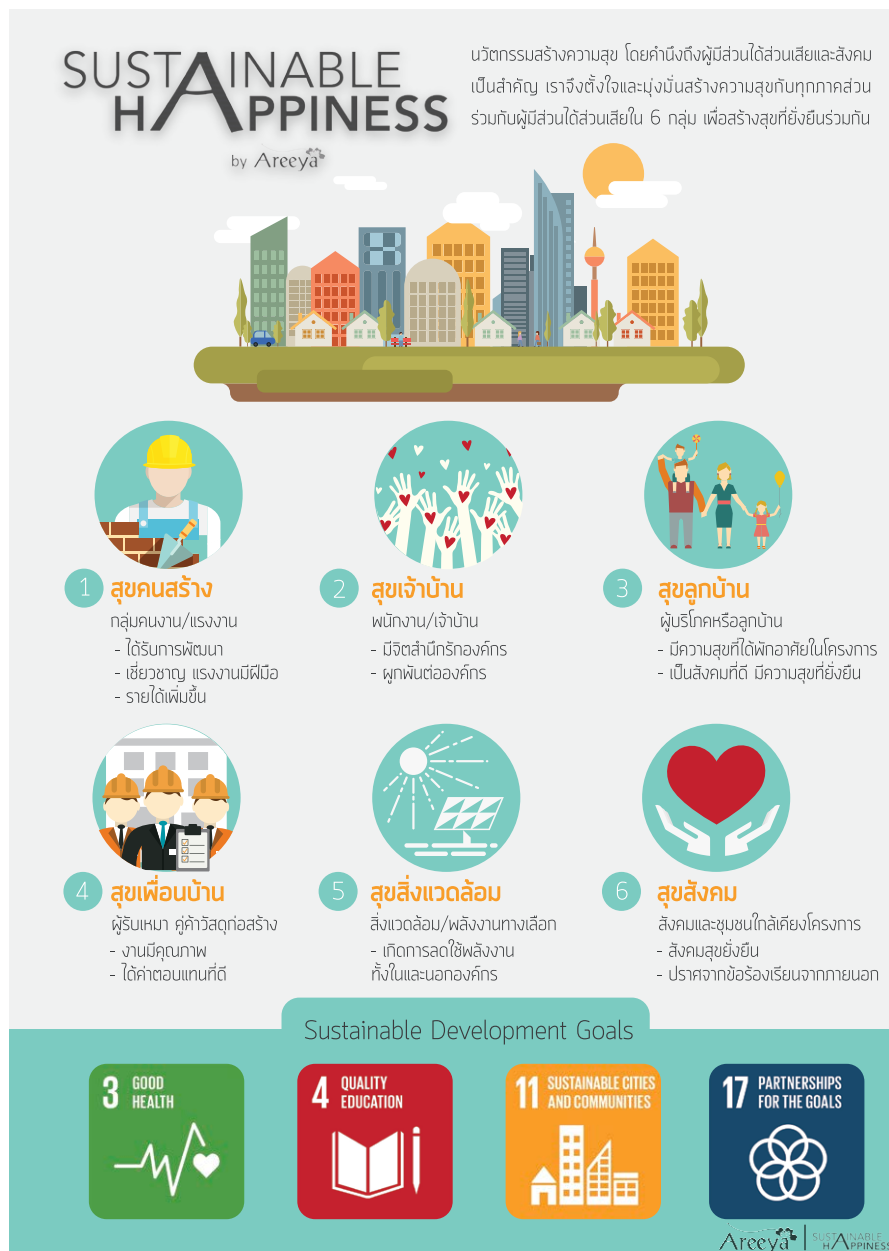 SUSTAINABLE
HAPPINESS
by Areeya
นวัตกรรมสร้างความสุข โดยคำนึงถึงผู้มีส่วนได้ส่วนเสียและสังคม
เป็นสำคัญ เราจึงตั้งใจและมุ่งมั่นสร้างความสุขกับทุกภาคส่วน
ร่วมกับผู้มีส่วนได้ส่วนเสียใน 6 กลุ่ม เพื่อสร้างสุขที่ยั่งยืนร่วมกัน
1 สุขคนสร้าง
กลุ่มคนงาน/แรงงาน
- ได้รับการพัฒนา
- เชี่ยวชาญ แรงงานมีฝีมือ
- รายได้เพิ่มขึ้น
2 สุขเจ้าบ้าน
พนักงาน/เจ้าบ้าน
- มีจิตสำนึกรักองค์กร
- ผูกพันต่อองค์กร
3 สุขลูกบ้าน
ผู้บริโภคหรือลูกบ้าน
- มีความสุขที่ได้พักอาศัยในโครงการ
- เป็นสังคมที่ดี มีความสุขที่ยั่งยืน
4 สุขเพื่อนบ้าน
ผู้รับเหมา คู่ค้าวัสดุก่อสร้าง
- งานมีคุณภาพ
- ได้ค่าตอบแทนที่ดี
5 สุขสิ่งแวดล้อม
สิ่งแวดล้อม/พลังงานทางเลือก
- เกิดการลดใช้พลังงาน
ทั้งในและนอกองค์กร
6 สุขสังคม
สังคมและชุมชนใกล้เคียงโครงการ
- สังคมสุขยั่งยืน
- ปราศจากข้อร้องเรียนจากภายนอก
Sustainable Development Goals
3 GOOD
HEALTH
4 QUALITY
EDUCATION
11 SUSTAINABLE CITIES
AND COMMUNITIES
17 PARTNERSHIPS
FOR THE GOALS
Areeya
SUSTAINABLE
HAPPINESS